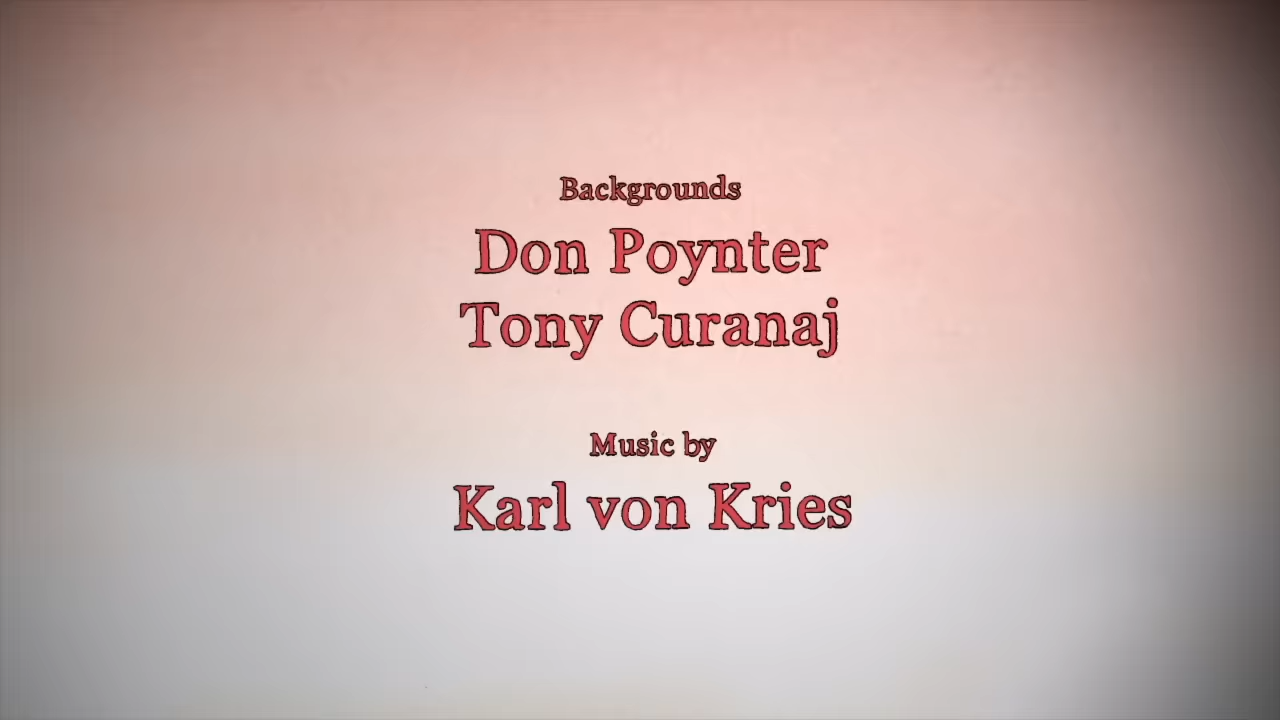 Backgrounds
Don Poynter
Tony Curanaj
Music by
Karl von Kries